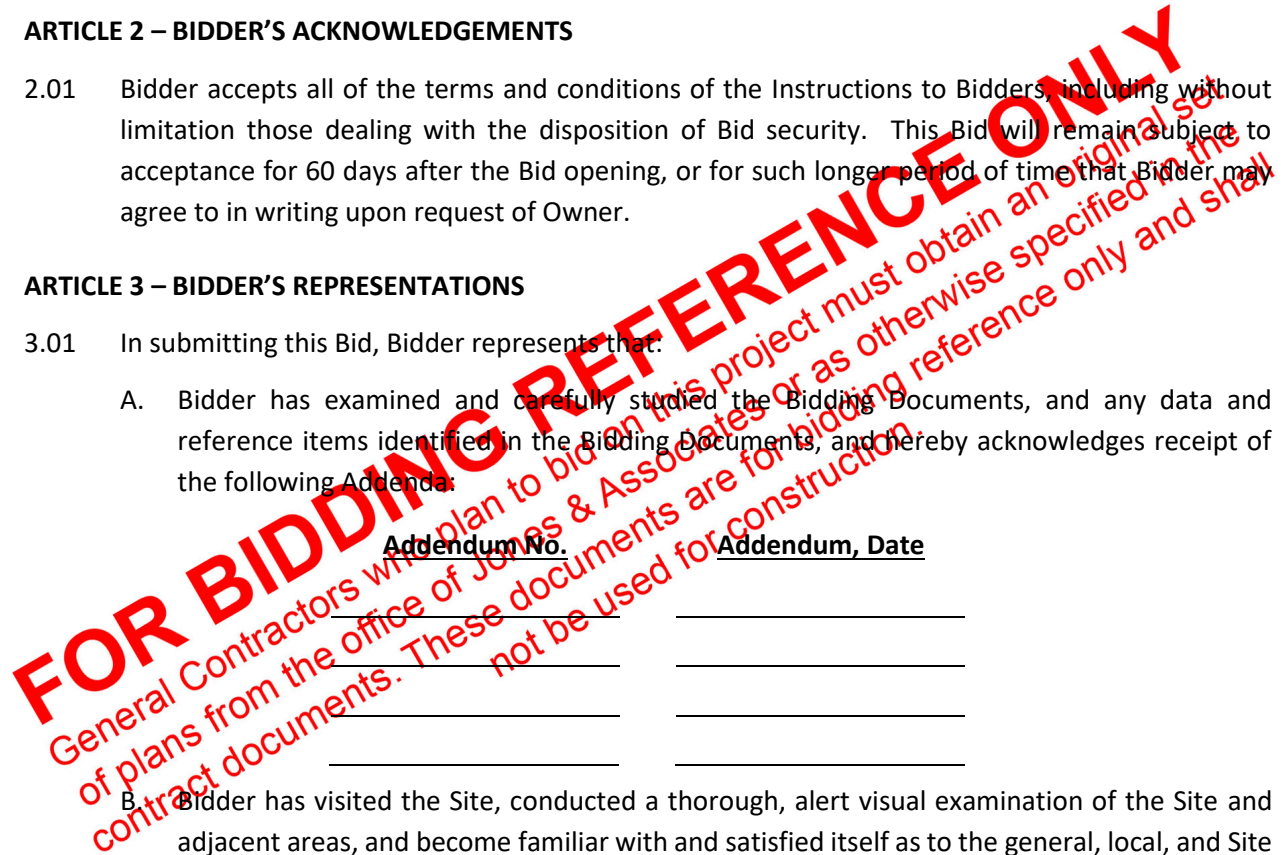 ARTICLE 2 – BIDDER’S ACKNOWLEDGEMENTS
2.01 Bidder accepts all of the terms and conditions of the Instructions to Bidders, including without
limitation those dealing with the disposition of Bid security. This Bid will remain subject to
acceptance for 60 days after the Bid opening, or for such longer period of time that Bidder may
agree to in writing upon request of Owner.
ARTICLE 3 – BIDDER’S REPRESENTATIONS
3.01 In submitting this Bid, Bidder represents that:
A. Bidder has examined and carefully studied the Bidding Documents, and any data and
reference items identified in the Bidding Documents, and hereby acknowledges receipt of
the following Addenda:
Addendum No. Addendum, Date
B. Bidder has visited the Site, conducted a thorough, alert visual examination of the Site and
adjacent areas, and become familiar with and satisfied itself as to the general, local, and Site
FOR BIDDING REFERENCE ONLY
General Contractors who plan to bid on this project must obtain an original set
of plans from the office of Jones & Associates or as otherwise specified in the
contract documents. These documents are for bidding reference only and shall
not be used for construction.